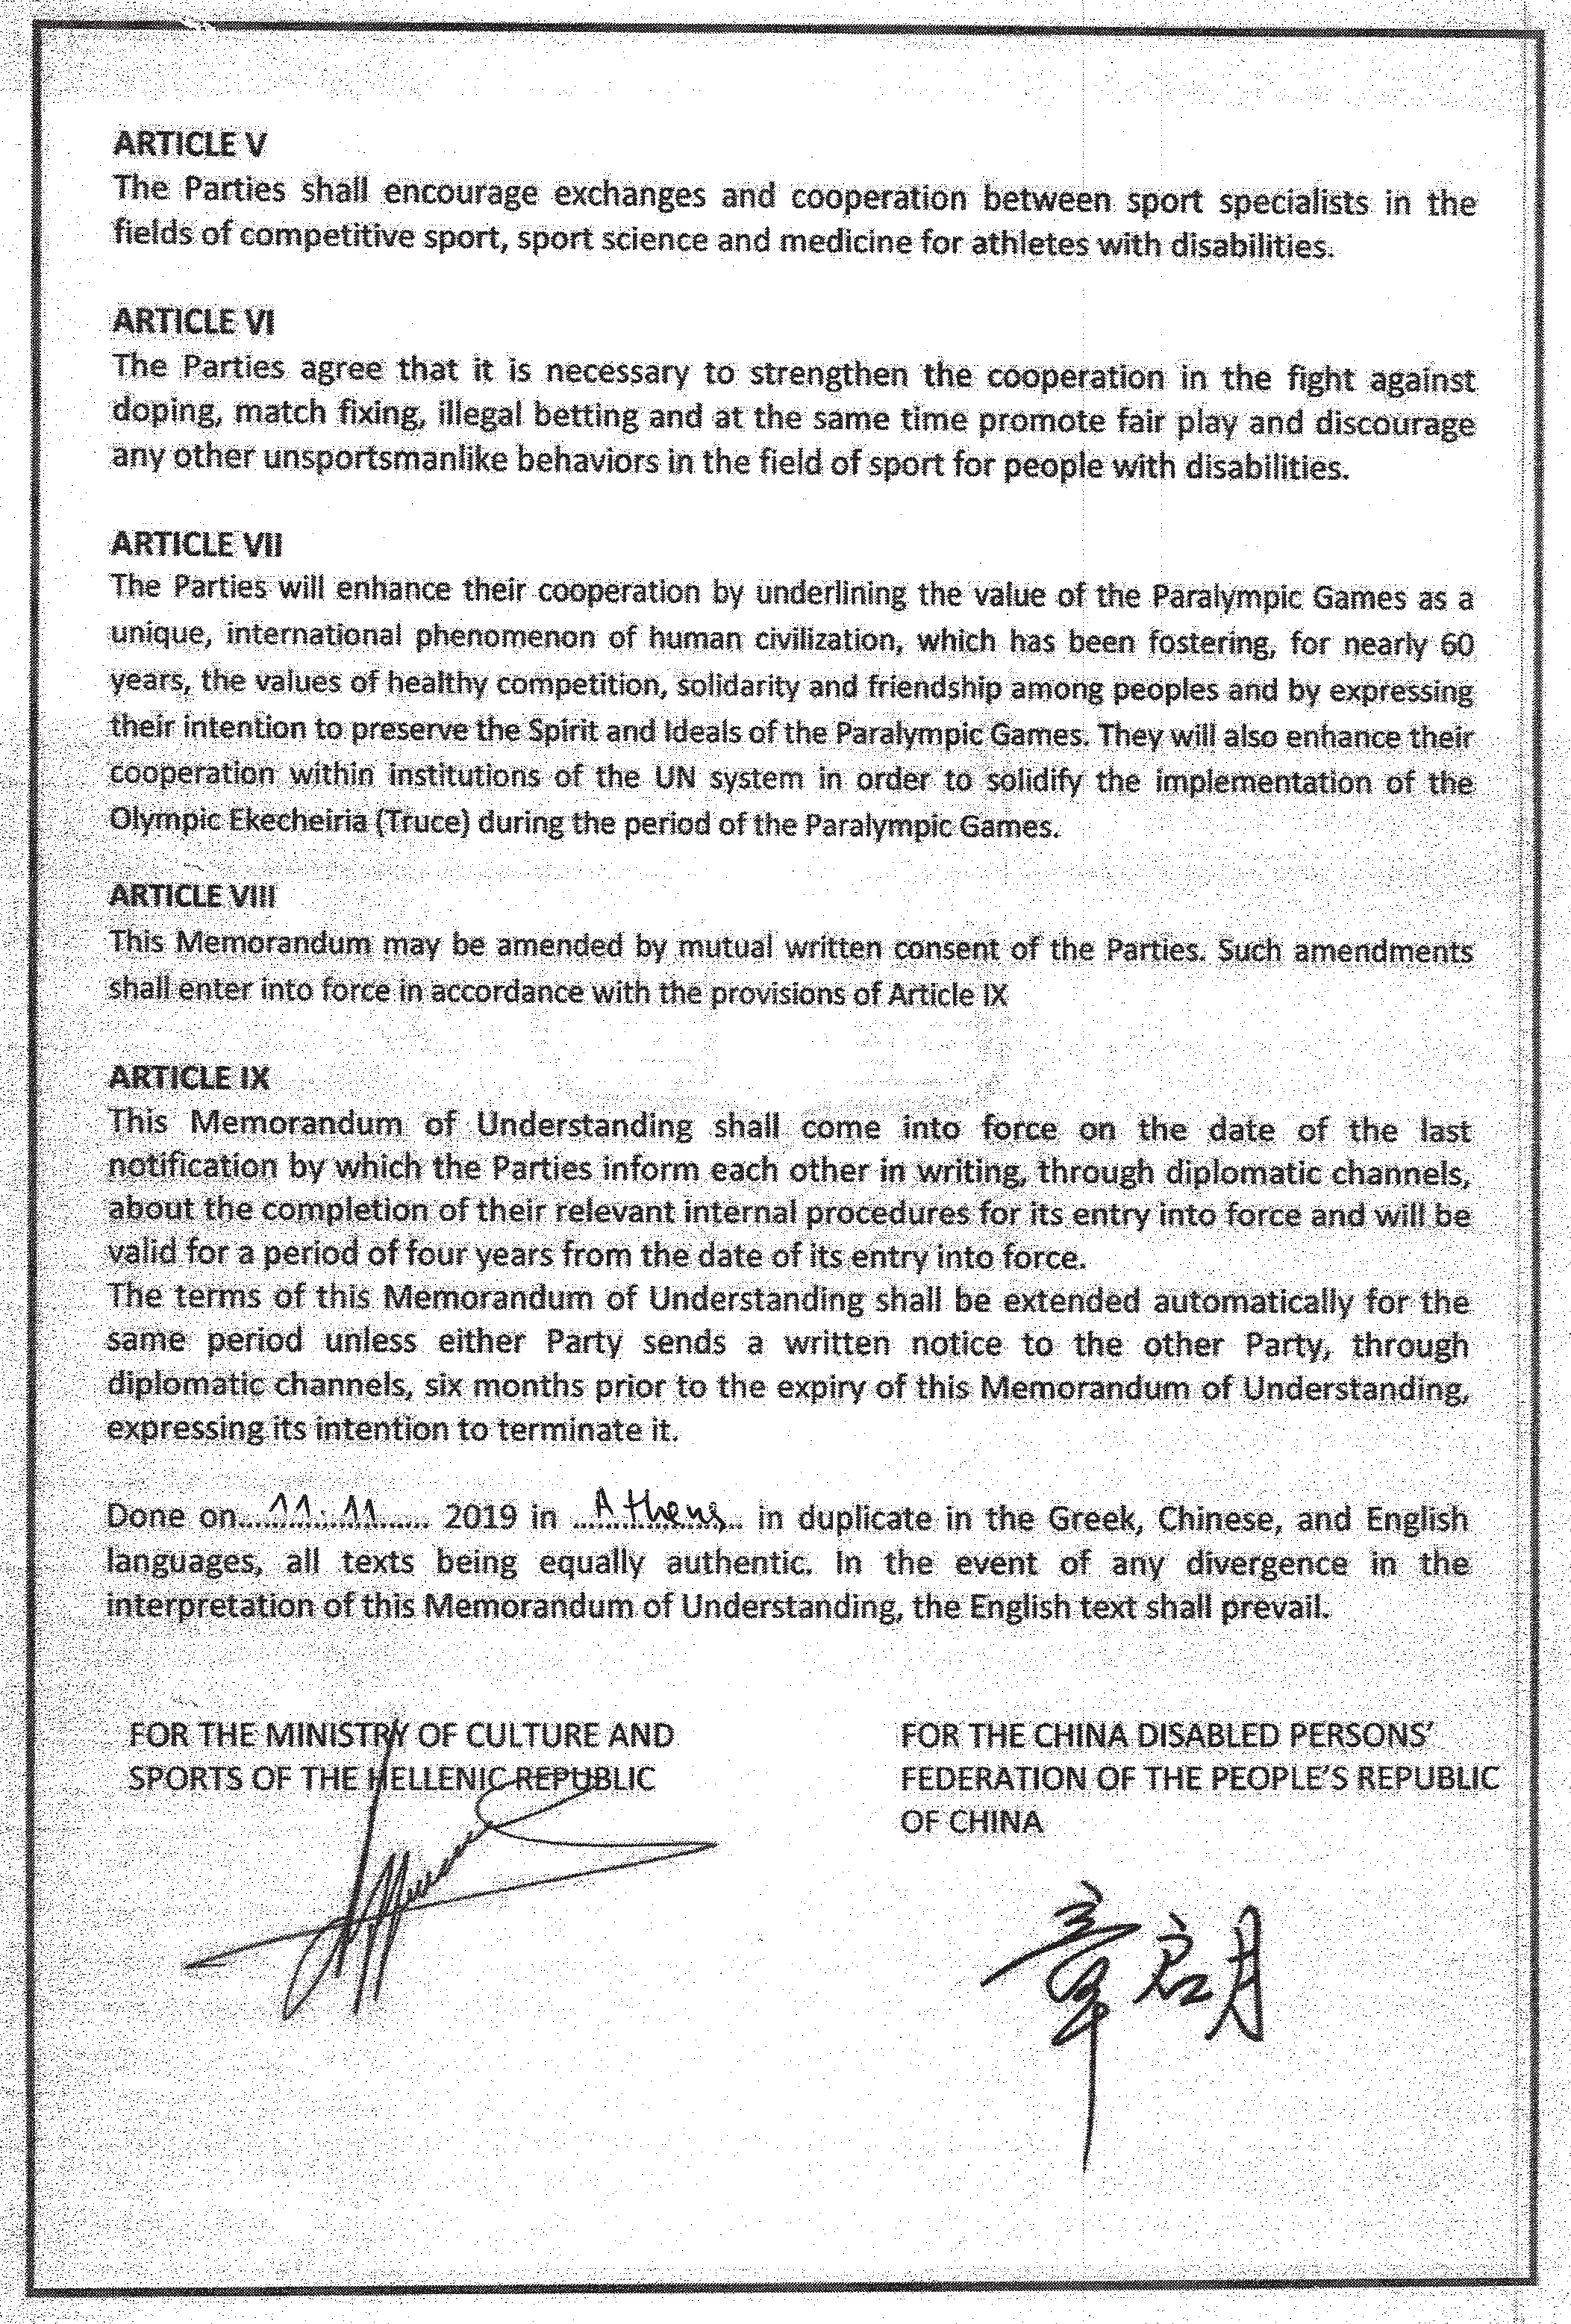 ARTICLE V
The Parties shall encourage exchanges and cooperation between sport specialists in the
fields of competitive sport, sport science and medicine for athletes with disabilities.
ARTICLE VI
The Parties agree that it is necessary to strengthen the cooperation in the fight against
doping, match fixing, illegal betting and at the same time promote fair play and discourage
any other unsportsmanlike behaviors in the field of sport for people with disabilities.
ARTICLE VII
The Parties will enhance their cooperation by underlining the value of the Paralympic Games as a
unique, international phenomenon of human civilization, which has been fostering, for nearly 60
years, the values of healthy competition, solidarity and friendship among peoples and by expressing
their intention to preserve the Spirit and Ideals of the Paralympic Games. They will also enhance their
cooperation within institutions of the UN system in order to solidify the implementation of the
Olympic Ekecheiria (Truce) during the period of the Paralympic Games.
ARTICLE VIII
This Memorandum may be amended by mutual written consent of the Parties. Such amendments
shall enter into force in accordance with the provisions of Article IX
ARTICLE IX
This Memorandum of Understanding shall come into force on the date of the last
notification by which the Parties inform each other in writing, through diplomatic channels,
about the completion of their relevant internal procedures for its entry into force and will be
valid for a period of four years from the date of its entry into force.
The terms of this Memorandum of Understanding shall be extended automatically for the
same period unless either Party sends a written notice to the other Party, through
diplomatic channels, six months prior to the expiry of this Memorandum of Understanding,
expressing its intention to terminate it.
Done on 11.11 2019 in Athens in duplicate in the Greek, Chinese, and English
languages, all texts being equally authentic. In the event of any divergence in the
interpretation of this Memorandum of Understanding, the English text shall prevail.
FOR THE MINISTRY OF CULTURE AND
SPORTS OF THE HELLENIC REPUBLIC
FOR THE CHINA DISABLED PERSONS'
FEDERATION OF THE PEOPLE'S REPUBLIC
OF CHINA